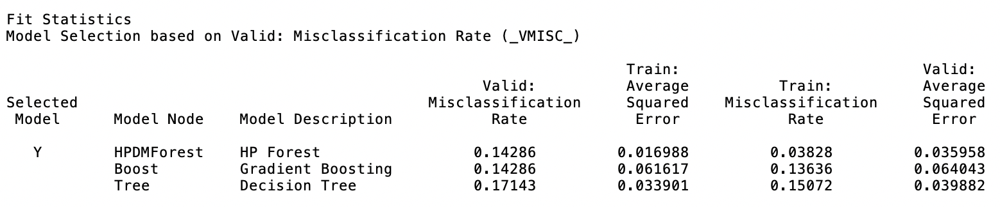 Fit Statistics
Model Selection based on Valid: Misclassification Rate (_VMISC_)
Train: Valid:
Valid: Average Train: Average
Selected Misclassification Squared Misclassification Squared
Model Model Node Model Description Rate Error Rate Error
Y HPDMForest HP Forest 0.14286 0.016988 0.03828 0.035958
Boost Gradient Boosting 0.14286 0.061617 0.13636 0.064043
Tree Decision Tree 0.17143 0.033901 0.15072 0.039882